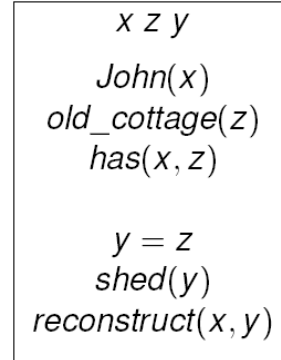 x z y
John(x)
old_cottage(z)
has(x, z)
y = z
shed(y)
reconstruct(x, y)